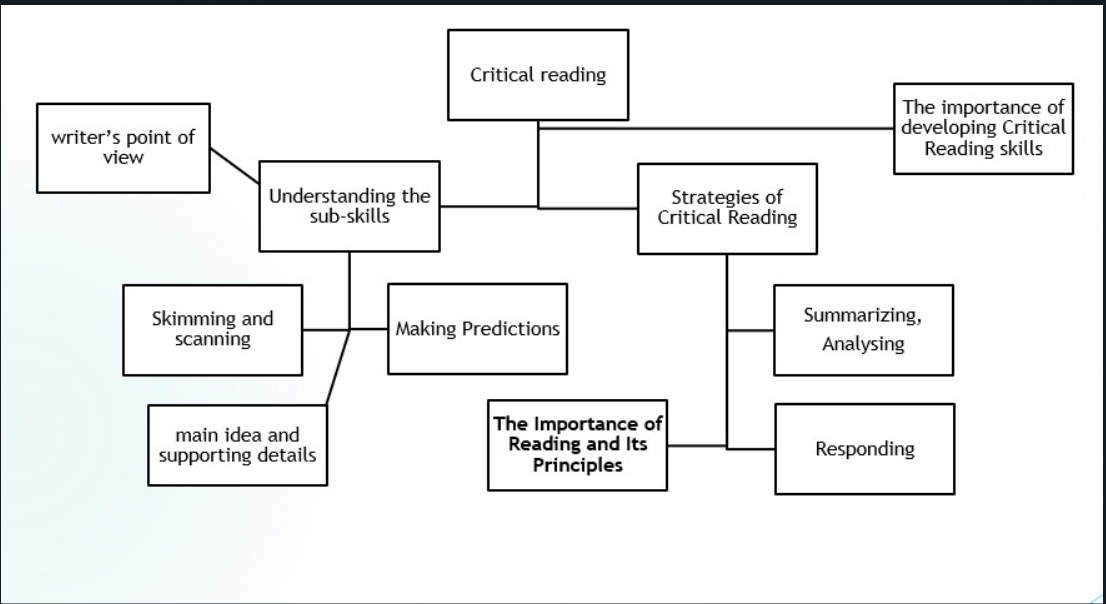 Critical reading
The importance of
developing Critical
Reading skills
writer’s point of
view
Understanding the
sub-skills
Strategies of
Critical Reading
Skimming and
scanning
Making Predictions
Summarizing,
Analysing
main idea and
supporting details
The Importance of
Reading and Its
Principles
Responding